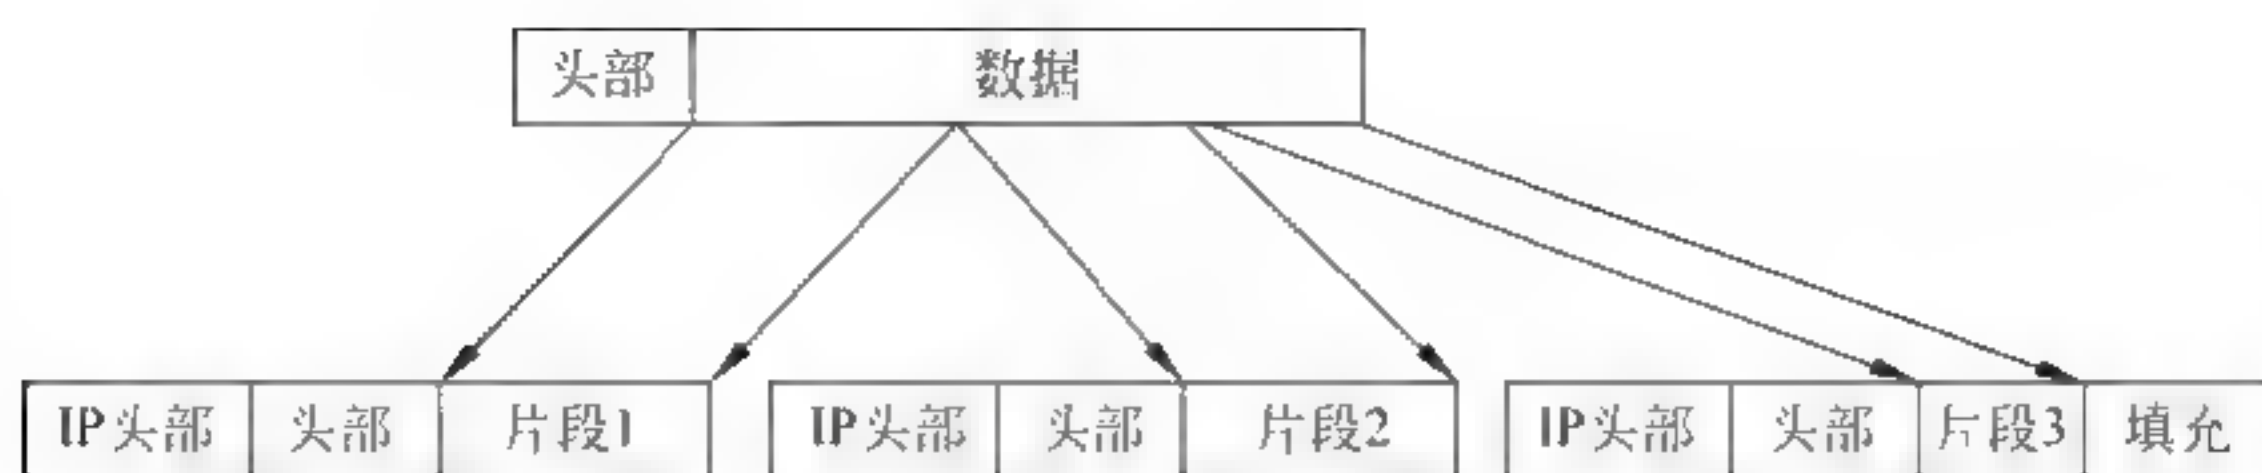 头部 数据
IP头部 头部 片段1 IP头部 头部 片段2 IP头部 头部 片段3 填充